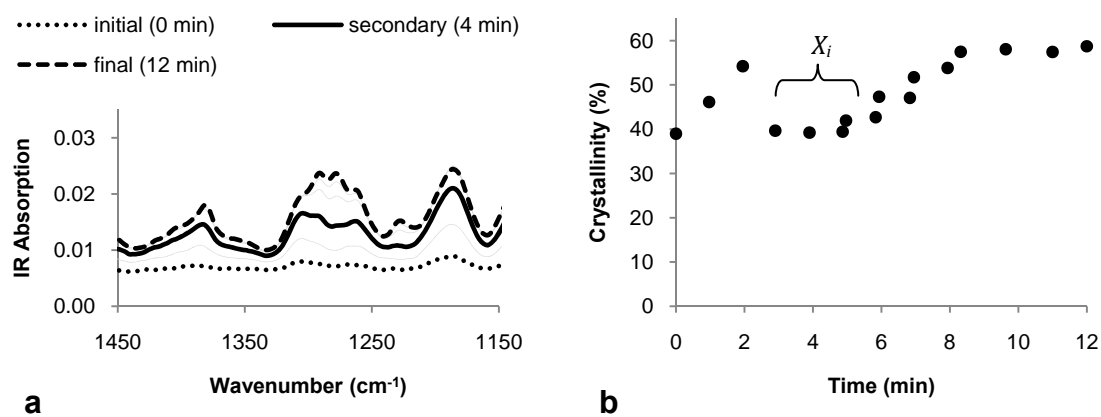 initial (0 min)
secondary (4 min)
final (12 min)
IR Absorption
0.03
0.02
0.01
0.00
1450
1350
1250
1150
Wavenumber (cm-1)
a
Crystallinity (%)
60
50
40
30
20
10
0
Xi
0
2
4
6
8
10
12
Time (min)
b